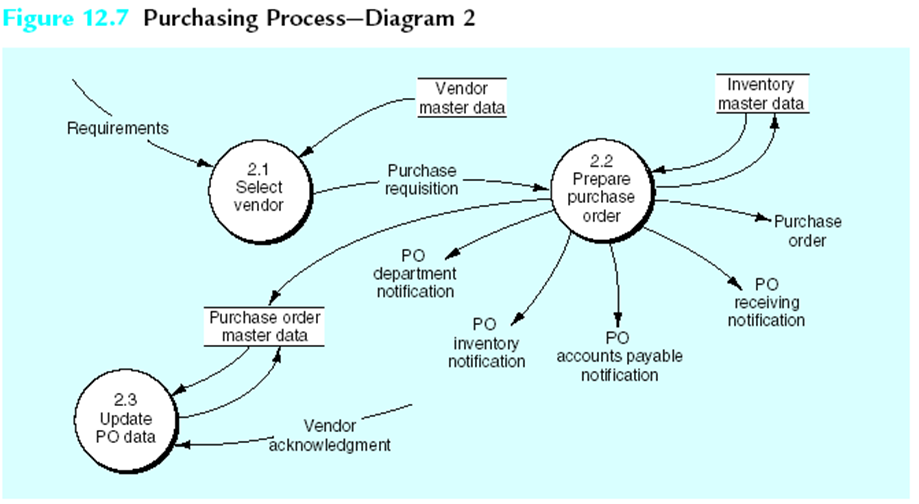 Figure 12.7 Purchasing Process—Diagram 2
Vendor
master data
Inventory
master data
Requirements
2.1
Select
vendor
Purchase
requisition
2.2
Prepare
purchase
order
Purchase
order
PO
department
notification
PO
receiving
notification
PO
inventory
notification
PO
accounts payable
notification
Purchase order
master data
2.3
Update
PO data
Vendor
acknowledgment